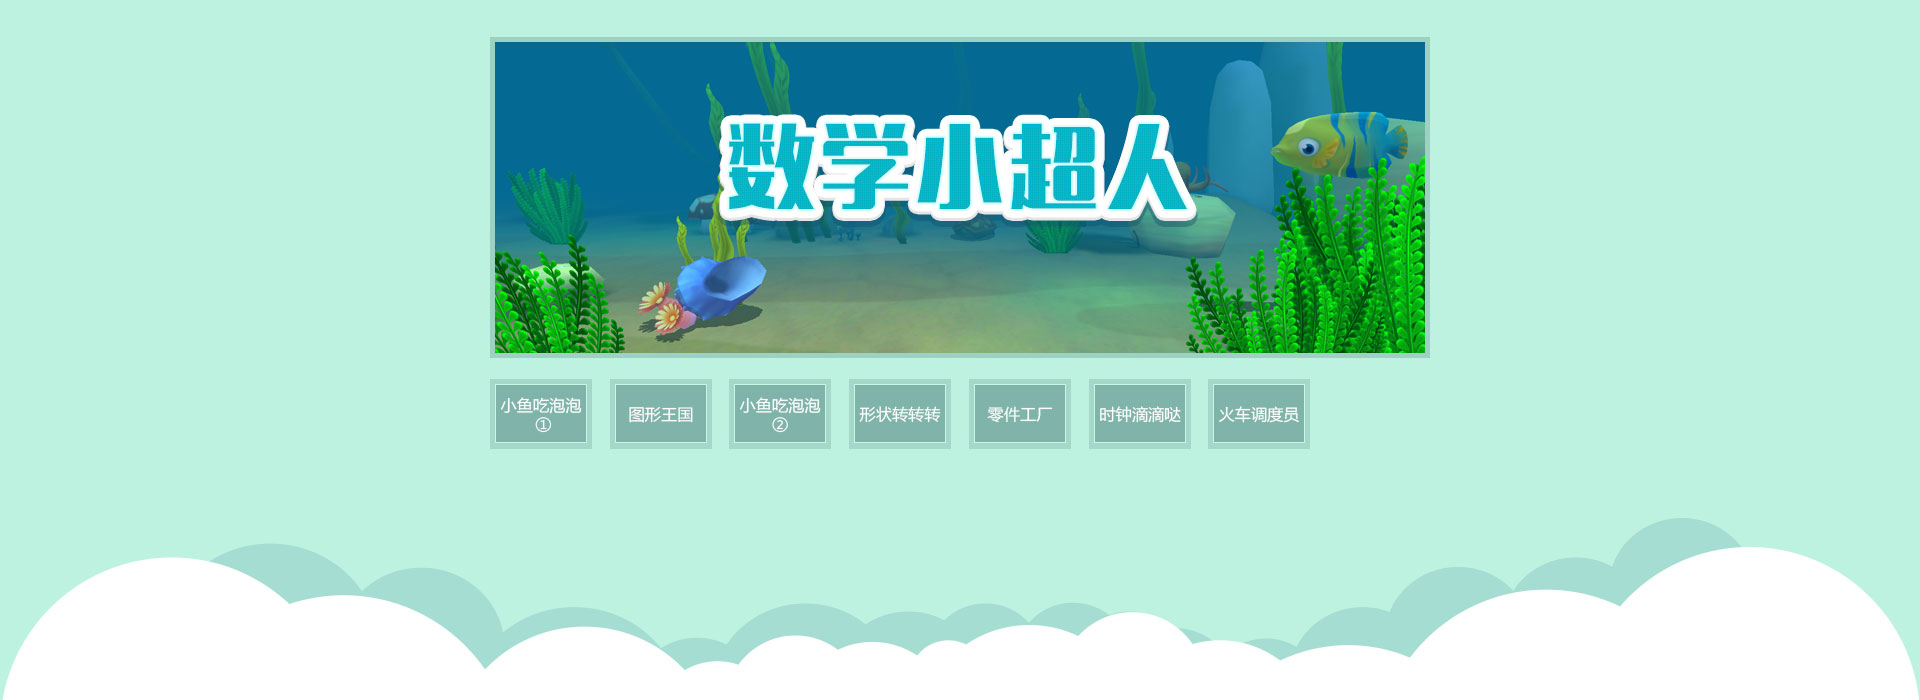 数学小超人
小鱼吃泡泡
①
图形王国
小鱼吃泡泡
②
形状转转转
零件工厂
时钟滴滴哒
火车调度员